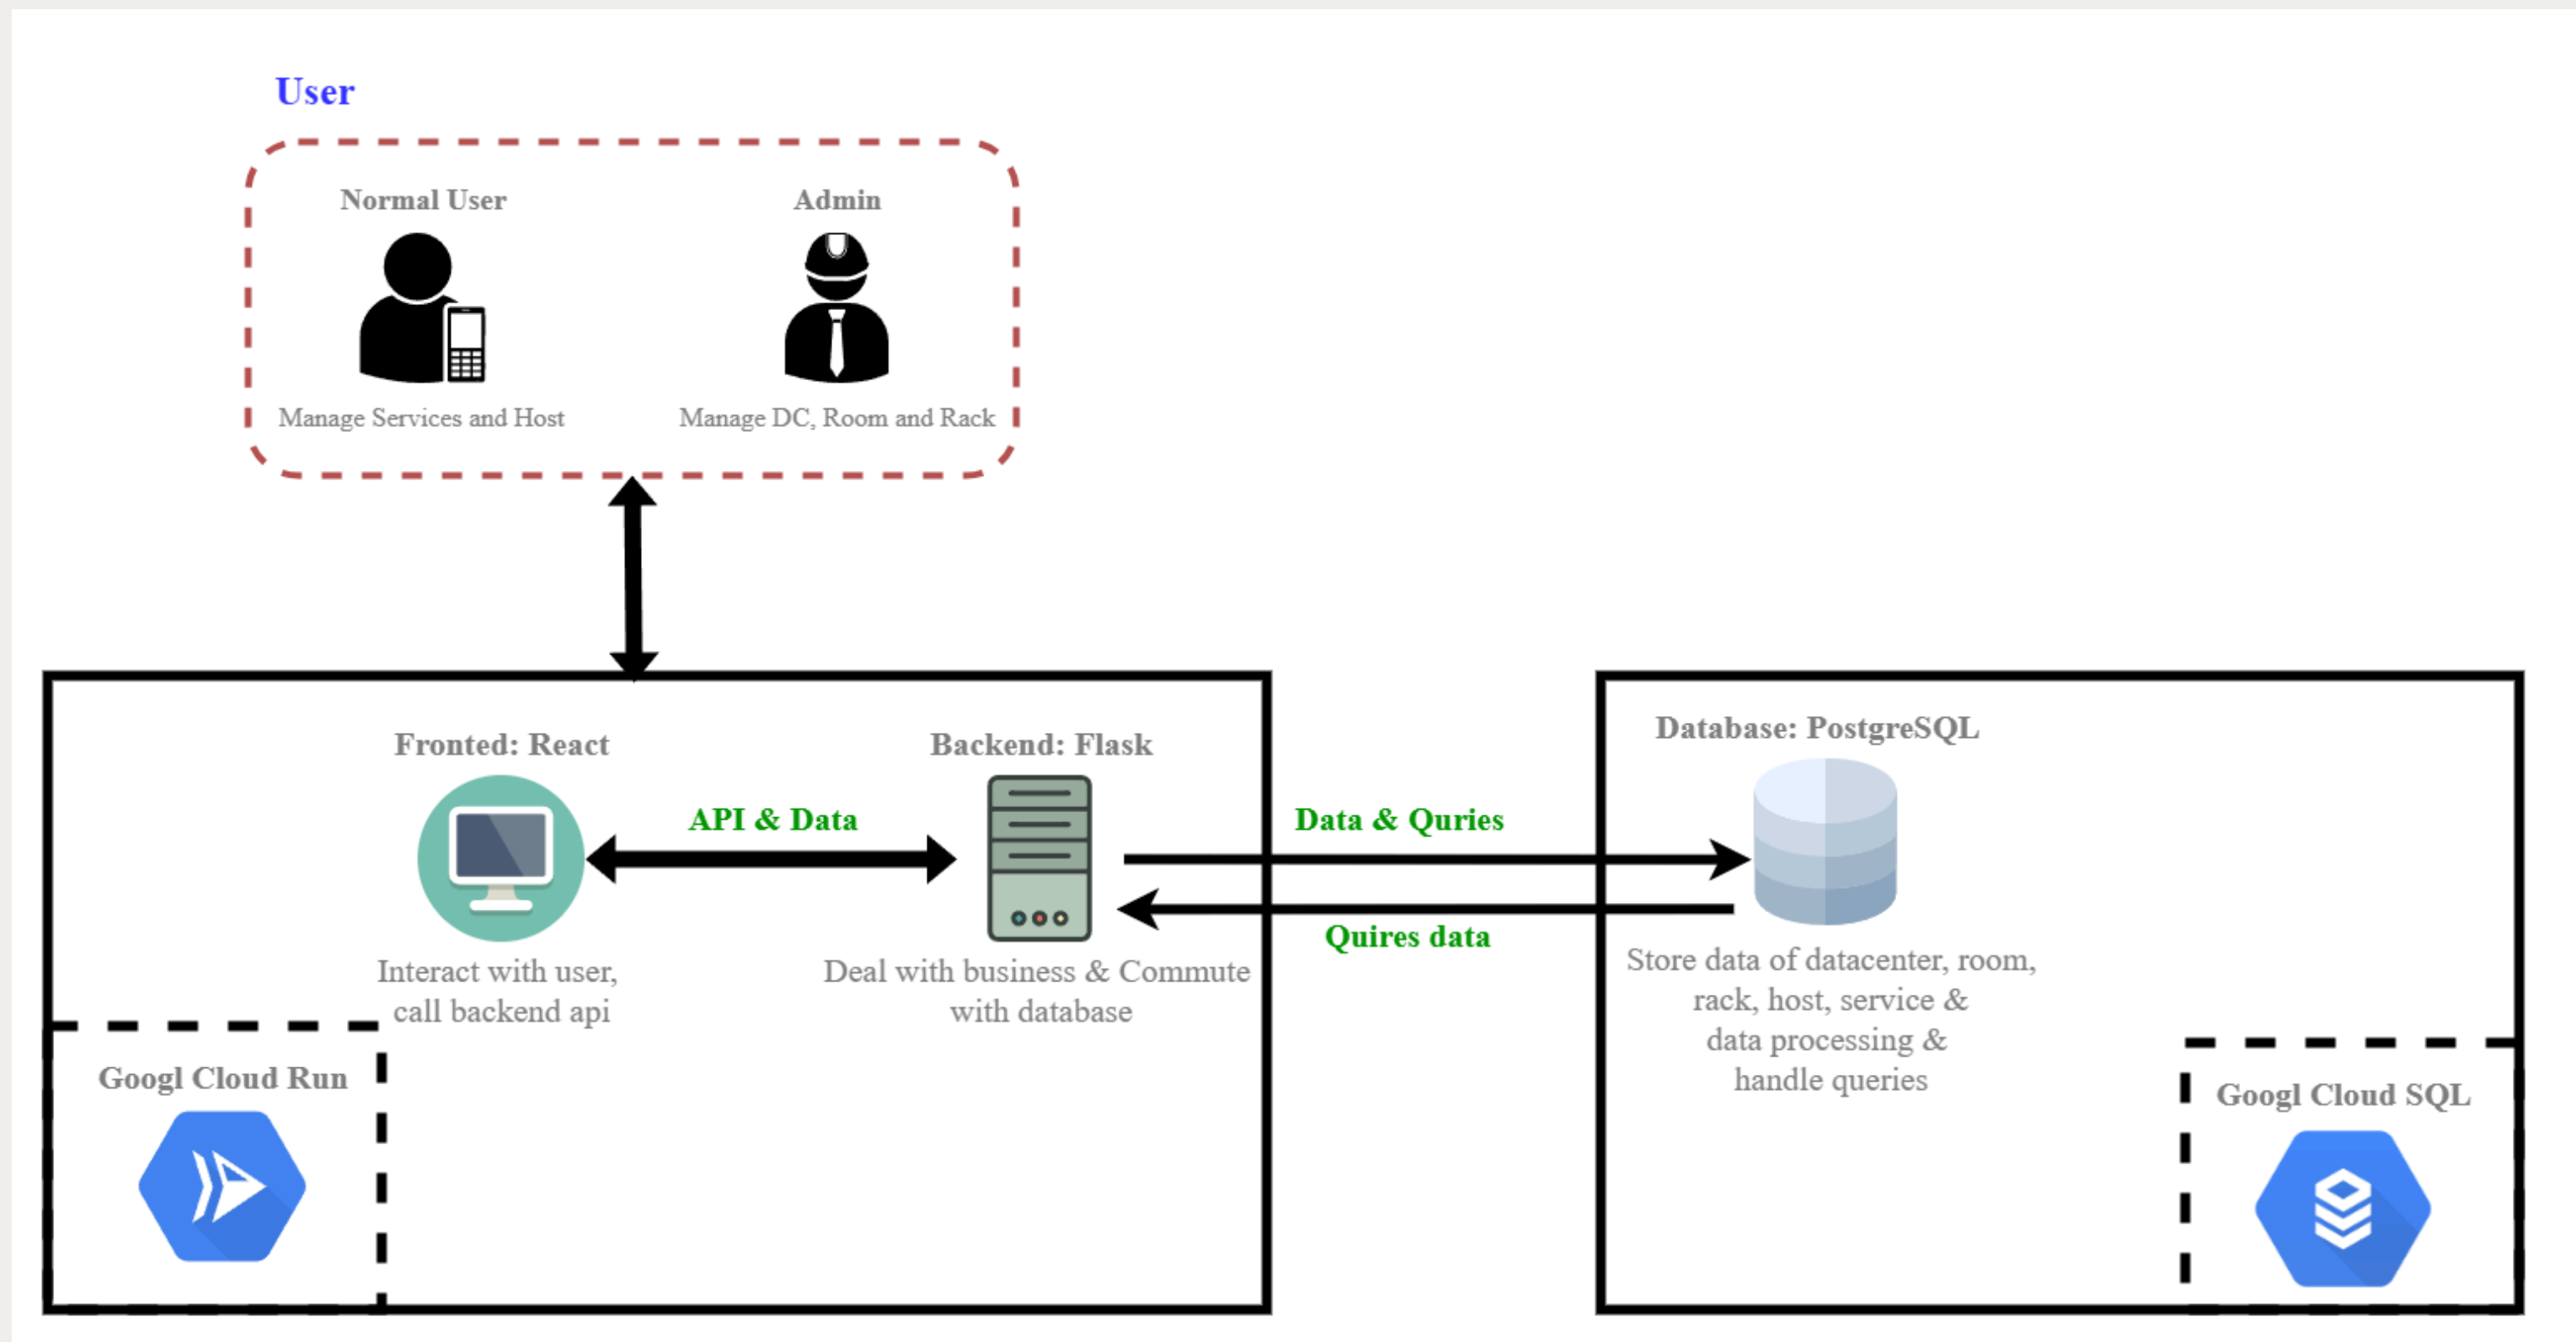 User
Normal User
Admin
Manage Services and Host
Manage DC, Room and Rack
Fronted: React
Backend: Flask
API & Data
Interact with user,
call backend api
Deal with business & Commute
with database
Googl Cloud Run
Data & Quries
Quires data
Database: PostgreSQL
Store data of datacenter, room,
rack, host, service &
data processing &
handle queries
Googl Cloud SQL